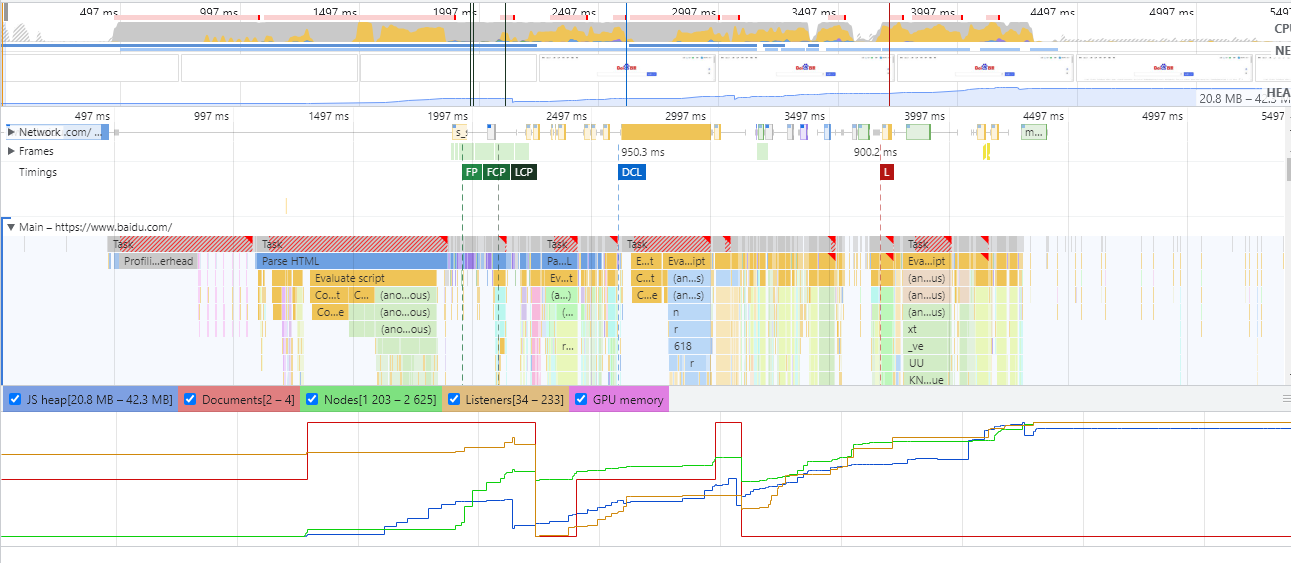 497 ms 997 ms 1497 ms 1997 ms 2497 ms 2997 ms 3497 ms 3997 ms 4497 ms 4997 ms 5497
CPU
NE
HEA
20.8 MB – 42.3 M
497 ms 997 ms 1497 ms 1997 ms 2497 ms 2997 ms 3497 ms 3997 ms 4497 ms 4997 ms 5497
Network .com/ ... s_s m...
Frames 950.3 ms 900.2 ms
Timings FP FCP LCP DCL L
Main – https://www.baidu.com/
Task Task Task Task Task
Profili...erhead Parse HTML Pa...L E...t Eva...ipt Eva...ipt
Evaluate script Ev...t C...t (an...s) (an...us)
Co...t C... (ano...ous) (a...) C...e (an...s) (an...us)
Co...e (ano...ous) (... n (an...us)
(ano...ous) r xt
r... 618 _ve
r UU
KN...ue
JS heap[20.8 MB – 42.3 MB] Documents[2 – 4] Nodes[1 203 – 2 625] Listeners[34 – 233] GPU memory